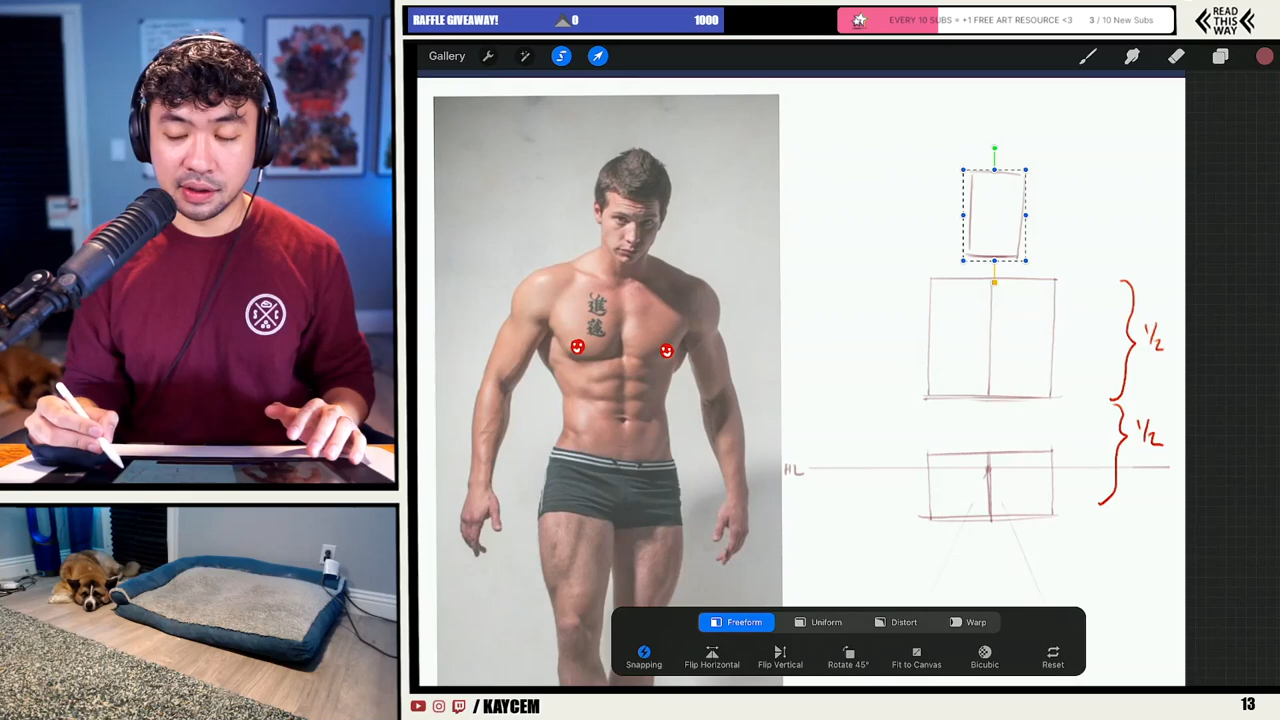 RAFFLE GIVEAWAY!
0
1000
EVERY 10 SUBS = +1 FREE ART RESOURCE <3
3 / 10 New Subs
READ
THIS
WAY
Gallery
進
1/2
1/2
HL
Freeform
Uniform
Distort
Warp
Snapping
Flip Horizontal
Flip Vertical
Rotate 45°
Fit to Canvas
Bicubic
Reset
/ KAYCEM
13